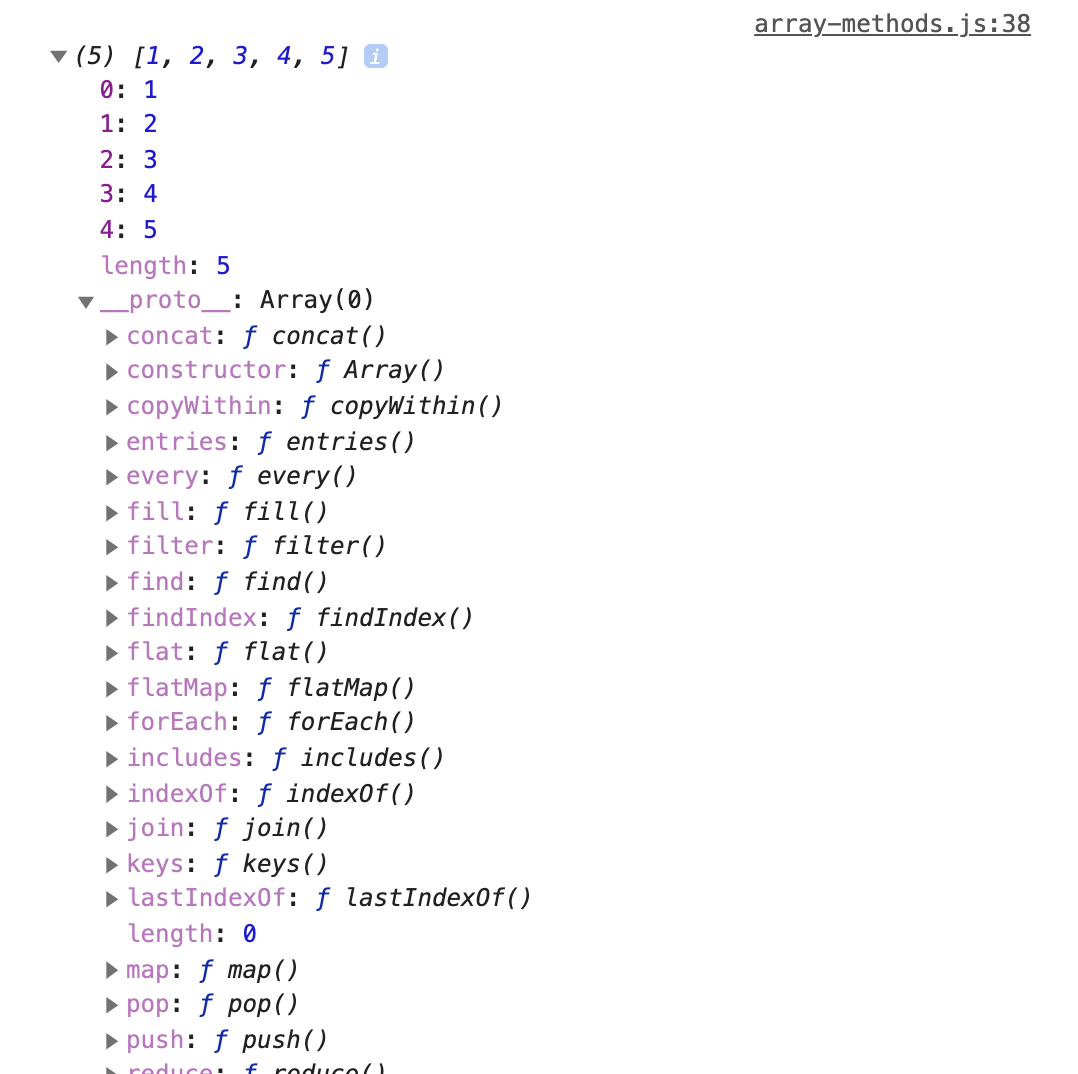 array-methods.js:38
▼(5) [1, 2, 3, 4, 5] i
0: 1
1: 2
2: 3
3: 4
4: 5
length: 5
▼__proto__: Array(0)
▶concat: ƒ concat()
▶constructor: ƒ Array()
▶copyWithin: ƒ copyWithin()
▶entries: ƒ entries()
▶every: ƒ every()
▶fill: ƒ fill()
▶filter: ƒ filter()
▶find: ƒ find()
▶findIndex: ƒ findIndex()
▶flat: ƒ flat()
▶flatMap: ƒ flatMap()
▶forEach: ƒ forEach()
▶includes: ƒ includes()
▶indexOf: ƒ indexOf()
▶join: ƒ join()
▶keys: ƒ keys()
▶lastIndexOf: ƒ lastIndexOf()
length: 0
▶map: ƒ map()
▶pop: ƒ pop()
▶push: ƒ push()
▶reduce: ƒ reduce()